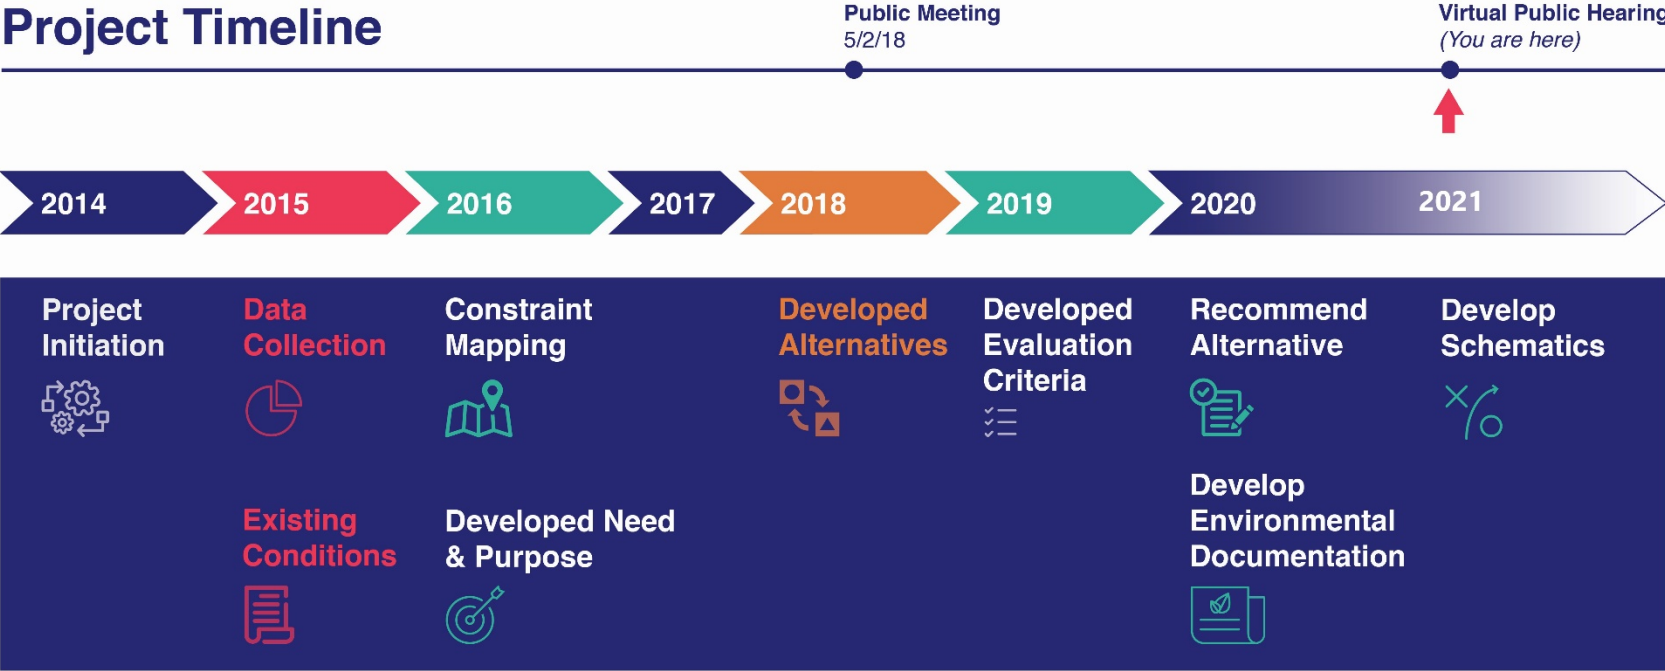 Project Timeline
Public Meeting
5/2/18
Virtual Public Hearing
(You are here)
2014
2015
2016
2017
2018
2019
2020
2021
Project
Initiation
Data
Collection
Constraint
Mapping
Developed
Alternatives
Developed
Evaluation
Criteria
Recommend
Alternative
Develop
Schematics
Existing
Conditions
Developed Need
& Purpose
Develop
Environmental
Documentation